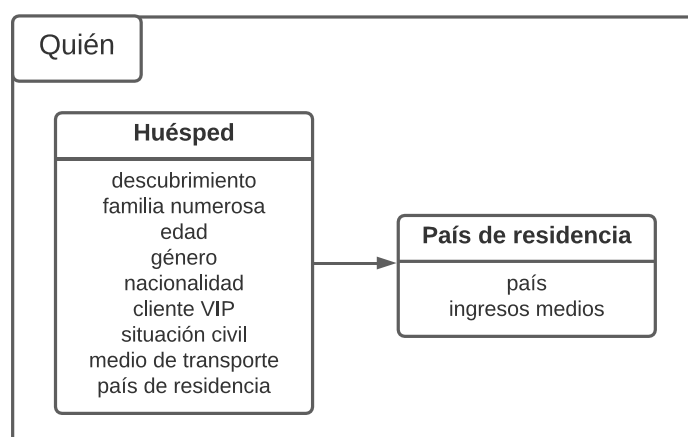 Quién
Huésped
descubrimiento
familia numerosa
edad
género
nacionalidad
cliente VIP
situación civil
medio de transporte
país de residencia
País de residencia
país
ingresos medios